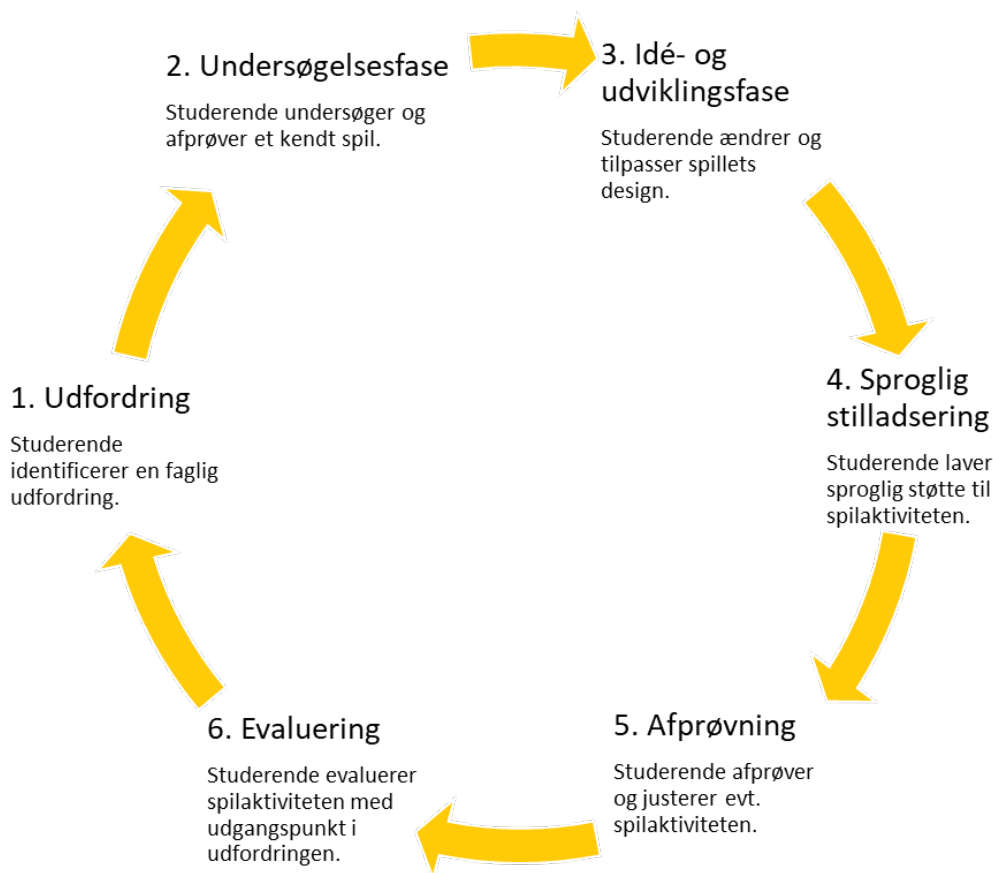 1. Udfordring
Studerende
identificerer en faglig
udfordring.
2. Undersøgelsesfase
Studerende undersøger og
afprøver et kendt spil.
3. Idé- og
udviklingsfase
Studerende ændrer og
tilpasser spillets
design.
4. Sproglig
stilladsering
Studerende laver
sproglig støtte til
spilaktiviteten.
5. Afprøvning
Studerende afprøver
og justerer evt.
spilaktiviteten.
6. Evaluering
Studerende evaluerer
spilaktiviteten med
udgangspunkt i
udfordringen.